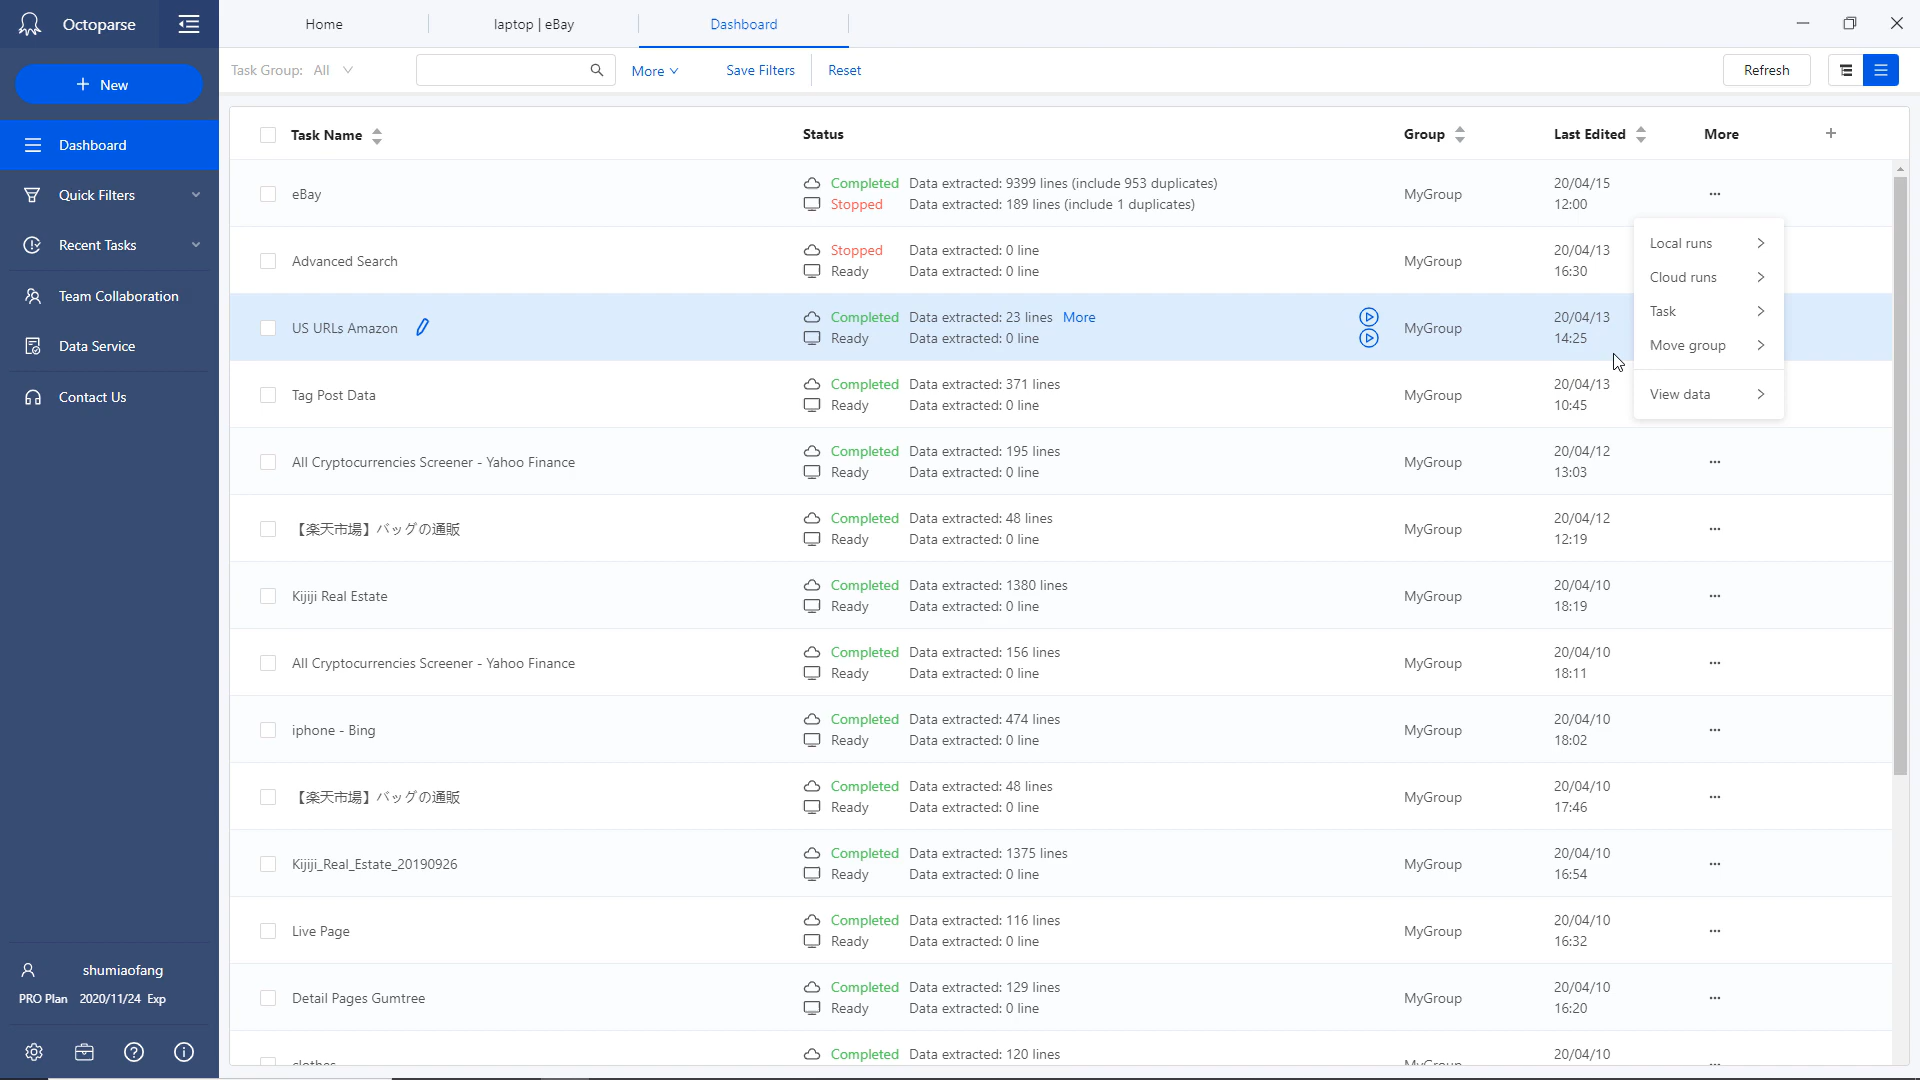 Octoparse
Home
laptop | eBay
Dashboard
New
Task Group: All
More
Save Filters
Reset
Refresh
Dashboard
Quick Filters
Recent Tasks
Team Collaboration
Data Service
Contact Us
shumiaofang
PRO Plan 2020/11/24 Exp
Task Name Status Group Last Edited More +
eBay
Completed Data extracted: 9399 lines (include 953 duplicates)
Stopped Data extracted: 189 lines (include 1 duplicates)
MyGroup
20/04/15
12:00
...
Advanced Search
Stopped Data extracted: 0 line
Ready Data extracted: 0 line
MyGroup
20/04/13
16:30
US URLs Amazon
Completed Data extracted: 23 lines More
Ready Data extracted: 0 line
MyGroup
20/04/13
14:25
Local runs
Cloud runs
Task
Move group
View data
Tag Post Data
Completed Data extracted: 371 lines
Ready Data extracted: 0 line
MyGroup
20/04/13
10:45
All Cryptocurrencies Screener - Yahoo Finance
Completed Data extracted: 195 lines
Ready Data extracted: 0 line
MyGroup
20/04/12
13:03
...
【楽天市場】バッグの通販
Completed Data extracted: 48 lines
Ready Data extracted: 0 line
MyGroup
20/04/12
12:19
...
Kijiji Real Estate
Completed Data extracted: 1380 lines
Ready Data extracted: 0 line
MyGroup
20/04/10
18:19
...
All Cryptocurrencies Screener - Yahoo Finance
Completed Data extracted: 156 lines
Ready Data extracted: 0 line
MyGroup
20/04/10
18:11
...
iphone - Bing
Completed Data extracted: 474 lines
Ready Data extracted: 0 line
MyGroup
20/04/10
18:02
...
【楽天市場】バッグの通販
Completed Data extracted: 48 lines
Ready Data extracted: 0 line
MyGroup
20/04/10
17:46
...
Kijiji_Real_Estate_20190926
Completed Data extracted: 1375 lines
Ready Data extracted: 0 line
MyGroup
20/04/10
16:54
...
Live Page
Completed Data extracted: 116 lines
Ready Data extracted: 0 line
MyGroup
20/04/10
16:32
...
Detail Pages Gumtree
Completed Data extracted: 129 lines
Ready Data extracted: 0 line
MyGroup
20/04/10
16:20
...
clothes
Completed Data extracted: 120 lines
MyGroup
20/04/10